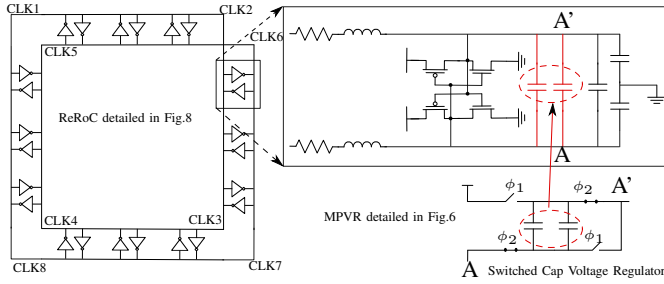 CLK1
CLK2
A'
CLK5
CLK6
ReRoC detailed in Fig.8
A
ϕ1
ϕ2
A'
CLK4
CLK3
MPVR detailed in Fig.6
ϕ2
ϕ1
CLK8
CLK7
A
Switched Cap Voltage Regulator